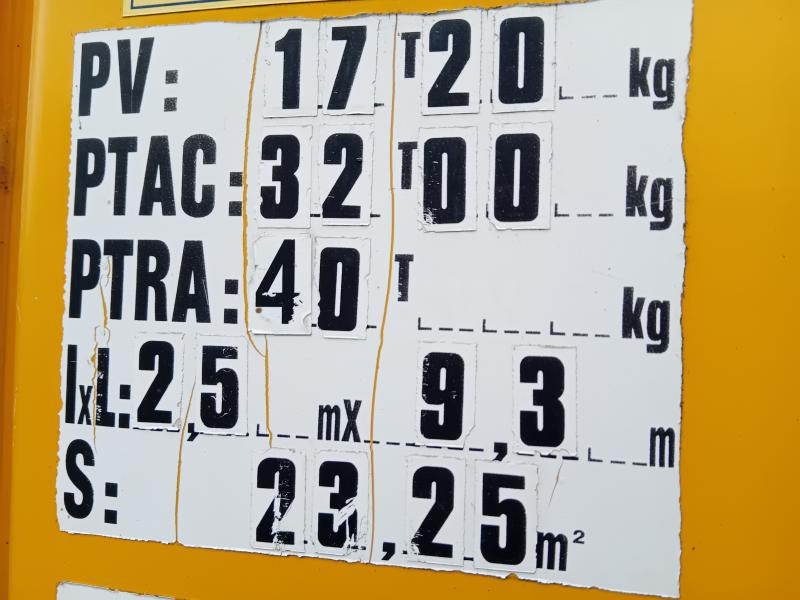 PV: 17 T 20 kg
PTAC: 32 T 00 kg
PTRA: 40 T kg
lxL: 2,5 mX 9,3 m
S: 23,25 m²